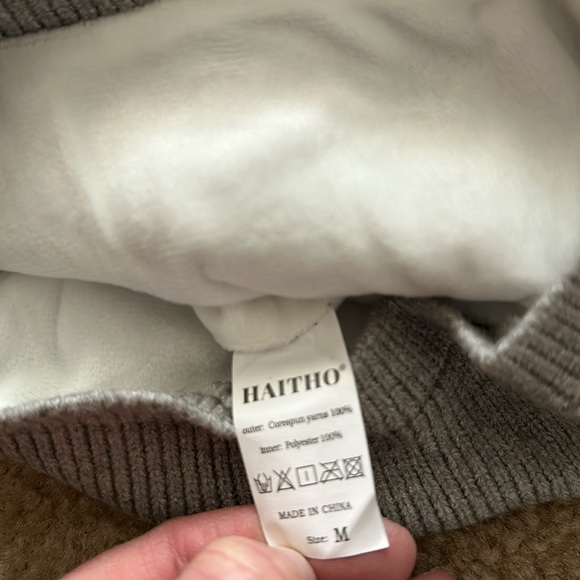 HAITHO®
outer: Corespun yarns 100%
Inner: Polyester 100%
MADE IN CHINA
Size: M